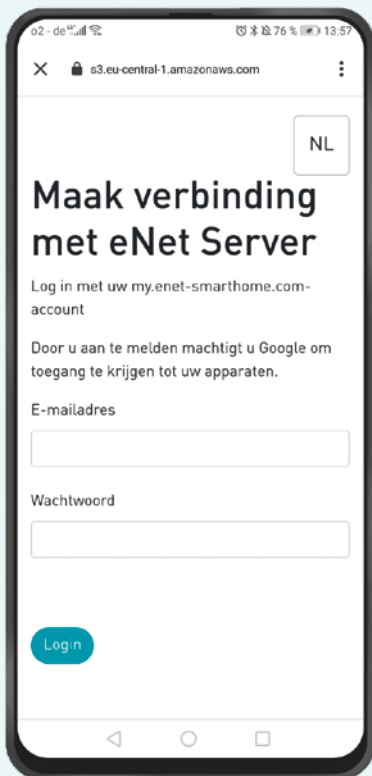 o2 - de
76 % 13:57
s3.eu-central-1.amazonaws.com
NL
Maak verbinding
met eNet Server
Log in met uw my.enet-smarthome.com-
account
Door u aan te melden machtigt u Google om
toegang te krijgen tot uw apparaten.
E-mailadres
Wachtwoord
Login